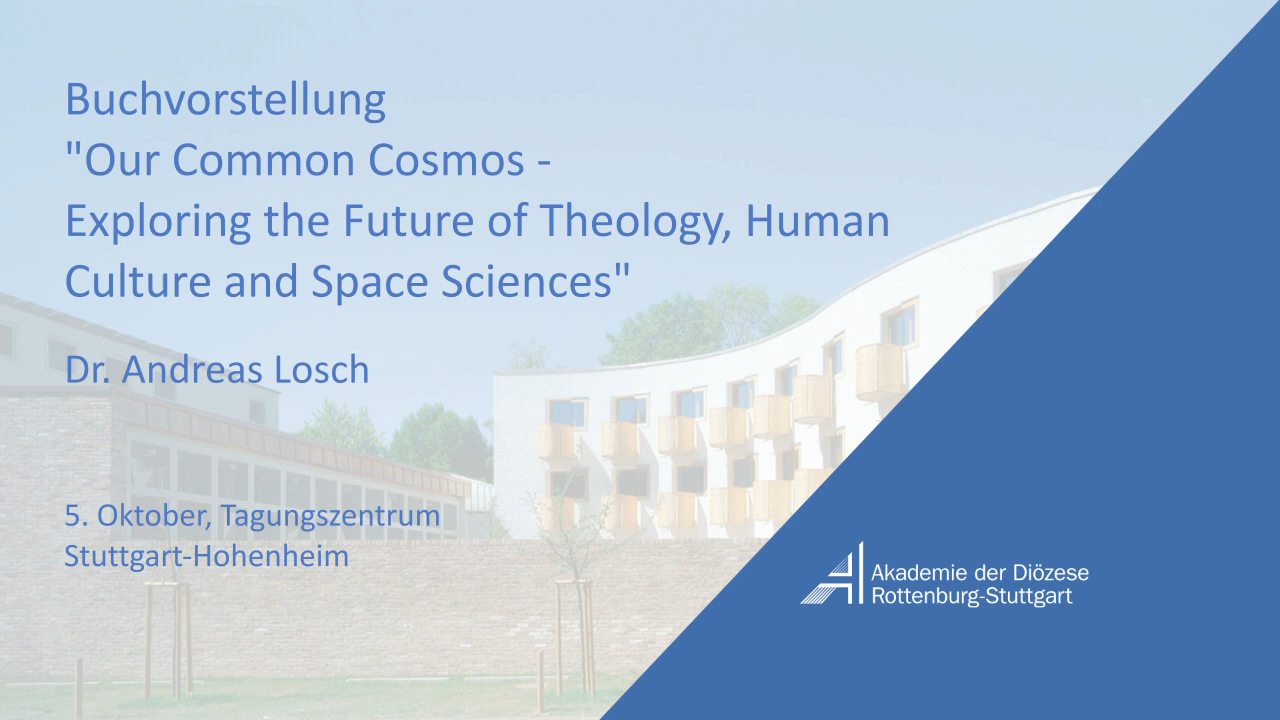 Buchvorstellung
"Our Common Cosmos -
Exploring the Future of Theology, Human
Culture and Space Sciences"
Dr. Andreas Losch
5. Oktober, Tagungszentrum
Stuttgart-Hohenheim
Akademie der Diözese
Rottenburg-Stuttgart